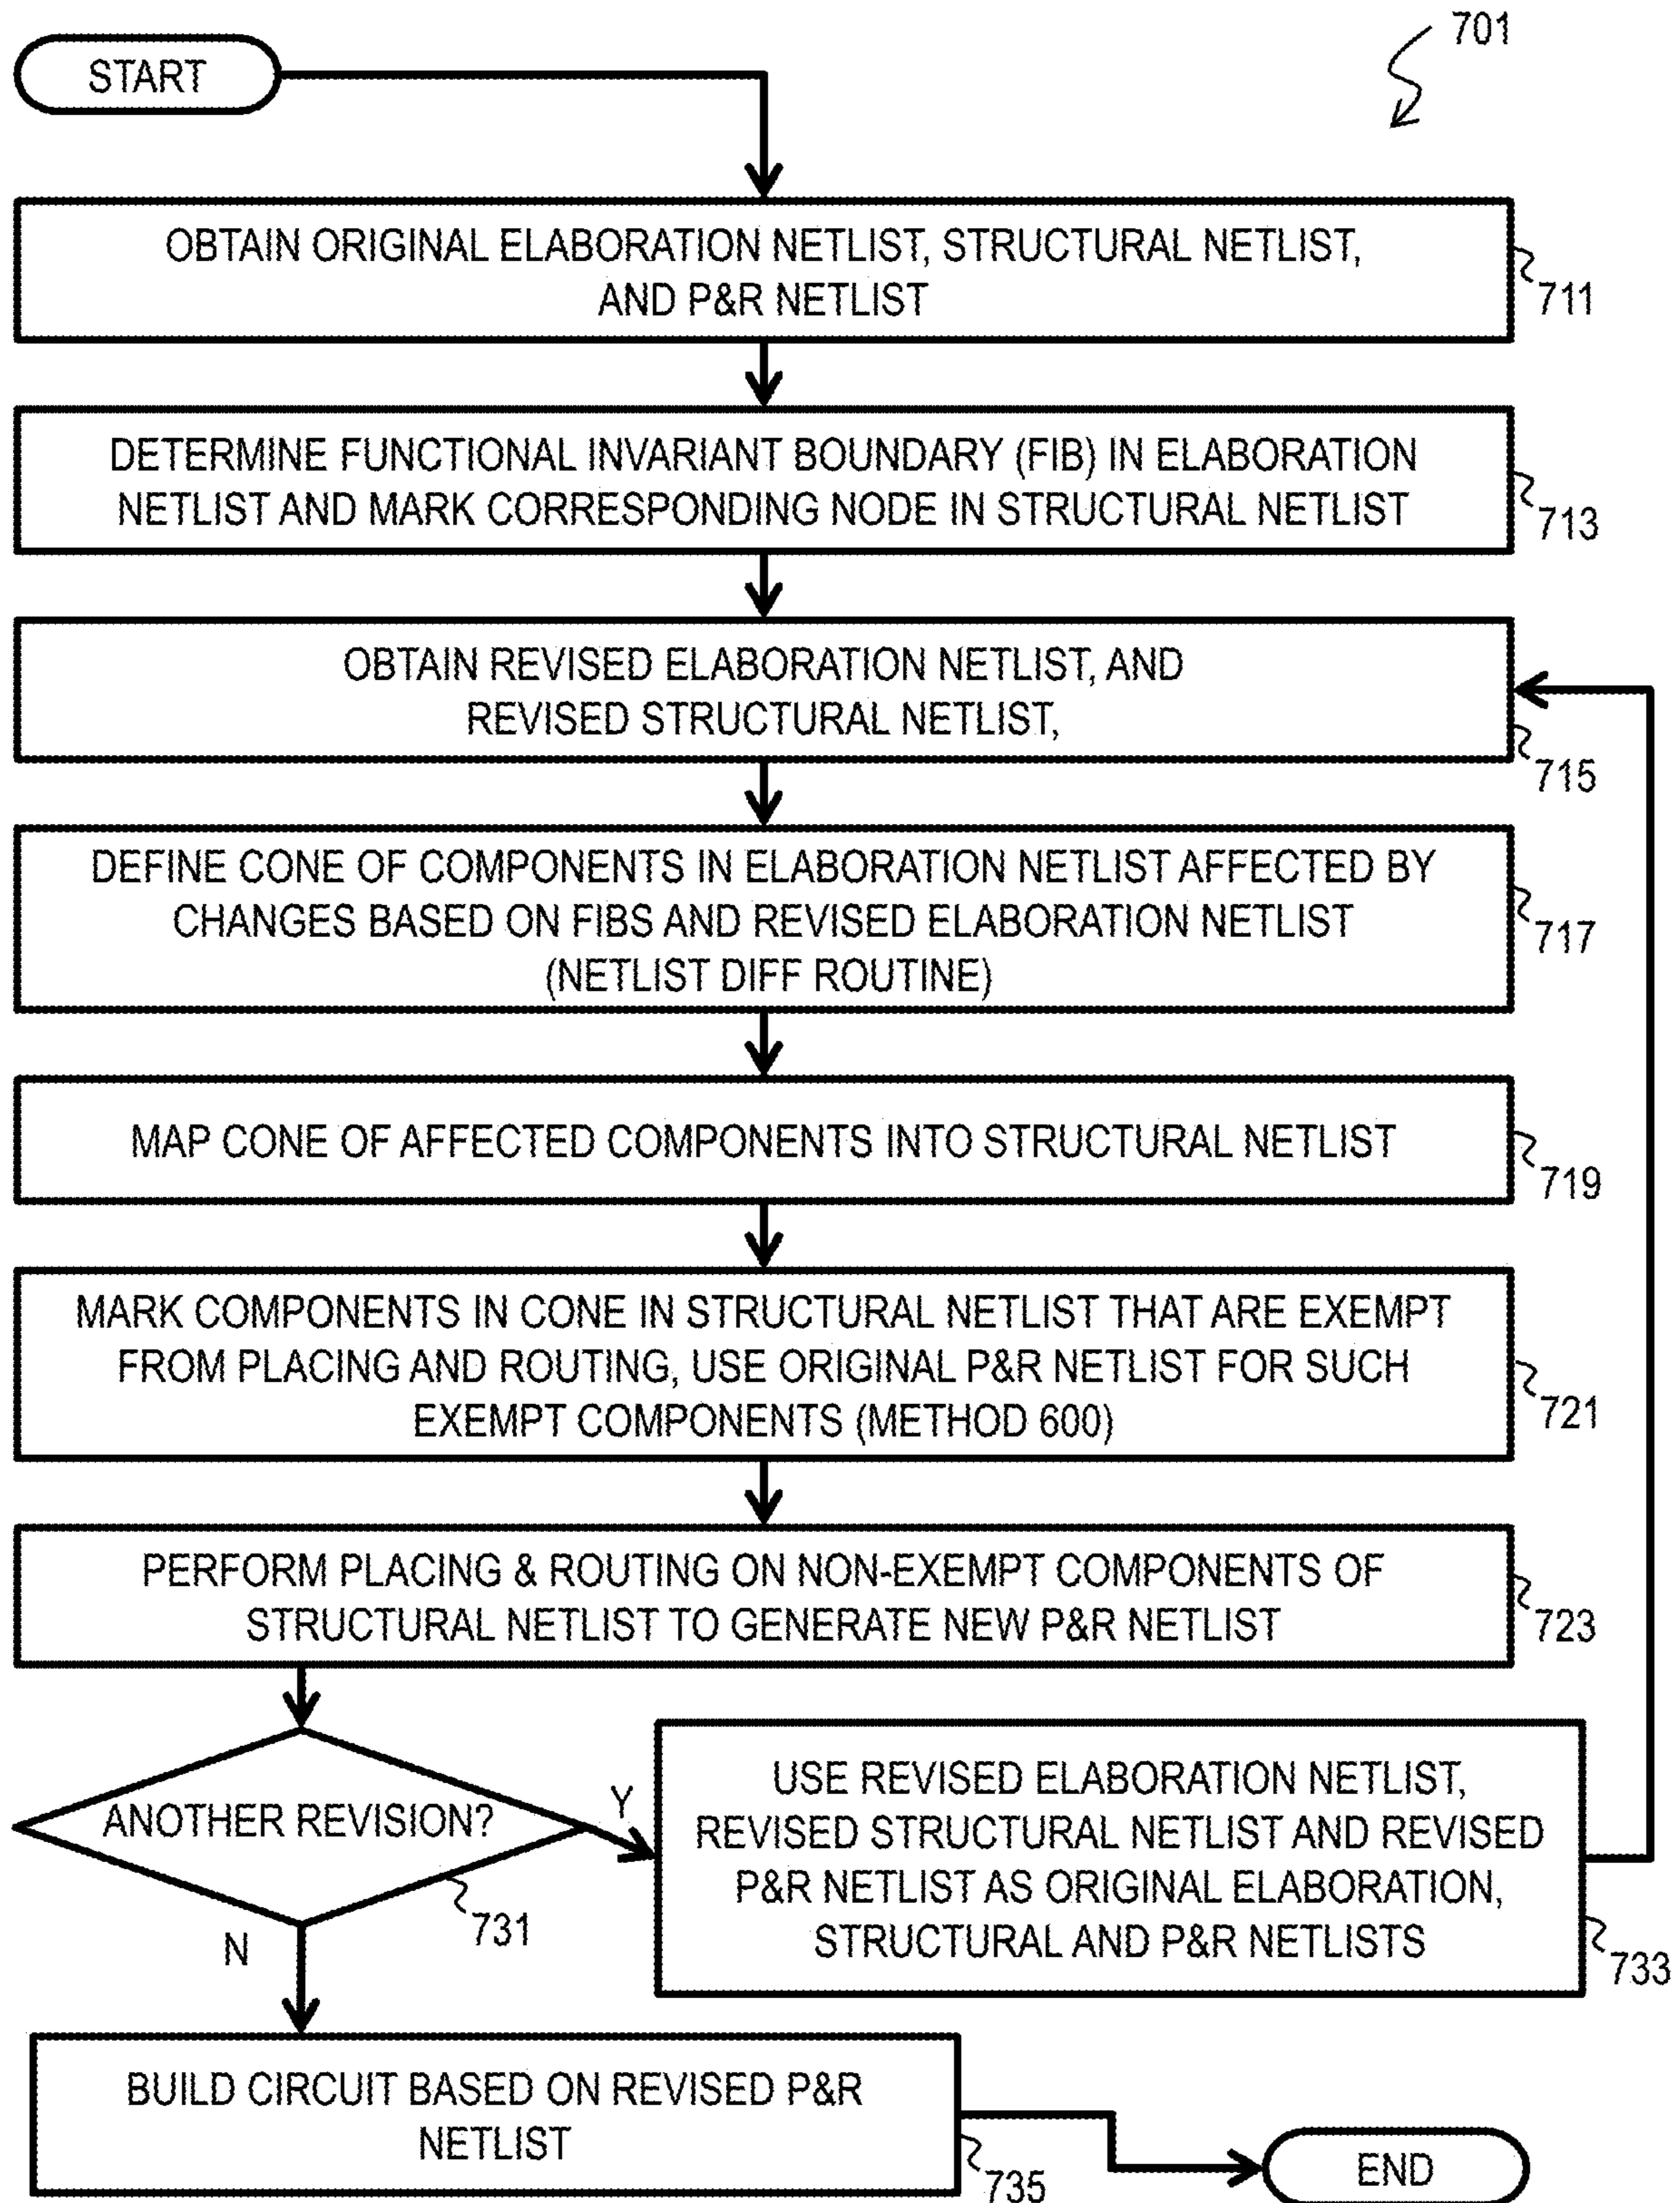 701
START
OBTAIN ORIGINAL ELABORATION NETLIST, STRUCTURAL NETLIST,
AND P&R NETLIST
711
DETERMINE FUNCTIONAL INVARIANT BOUNDARY (FIB) IN ELABORATION
NETLIST AND MARK CORRESPONDING NODE IN STRUCTURAL NETLIST
713
OBTAIN REVISED ELABORATION NETLIST, AND
REVISED STRUCTURAL NETLIST,
715
DEFINE CONE OF COMPONENTS IN ELABORATION NETLIST AFFECTED BY
CHANGES BASED ON FIBS AND REVISED ELABORATION NETLIST
(NETLIST DIFF ROUTINE)
717
MAP CONE OF AFFECTED COMPONENTS INTO STRUCTURAL NETLIST
719
MARK COMPONENTS IN CONE IN STRUCTURAL NETLIST THAT ARE EXEMPT
FROM PLACING AND ROUTING, USE ORIGINAL P&R NETLIST FOR SUCH
EXEMPT COMPONENTS (METHOD 600)
721
PERFORM PLACING & ROUTING ON NON-EXEMPT COMPONENTS OF
STRUCTURAL NETLIST TO GENERATE NEW P&R NETLIST
723
ANOTHER REVISION?
731
Y
N
USE REVISED ELABORATION NETLIST,
REVISED STRUCTURAL NETLIST AND REVISED
P&R NETLIST AS ORIGINAL ELABORATION,
STRUCTURAL AND P&R NETLISTS
733
BUILD CIRCUIT BASED ON REVISED P&R
NETLIST
735
END